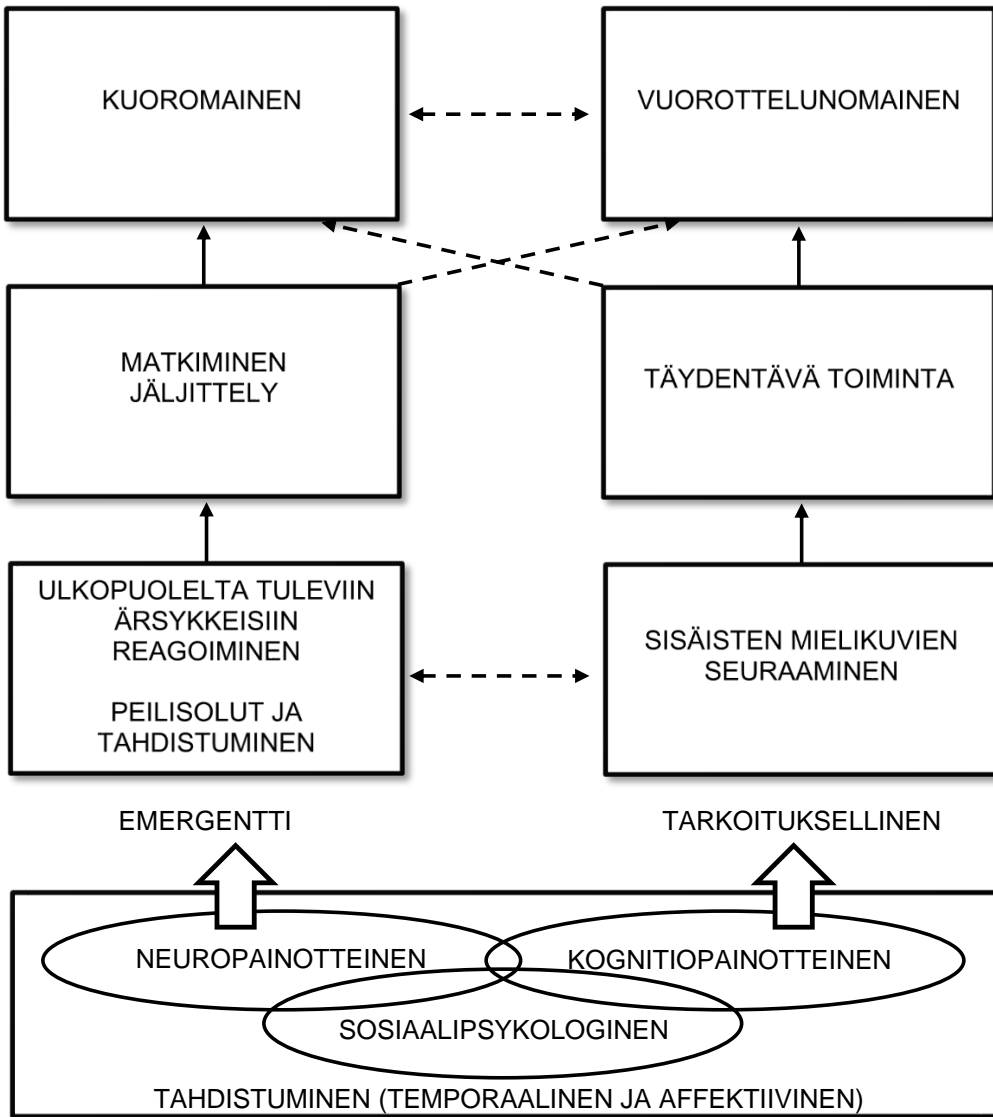 KUOROMAINEN
VUOROTTELUNOMAINEN
MATKIMINEN
JÄLJITTELY
TÄYDENTÄVÄ TOIMINTA
ULKOPUOLELTA TULEVIIN
ÄRSYKKEISIIN
REAGOIMINEN
PEILISOLUT JA
TAHDISTUMINEN
SISÄISTEN MIELIKUVIEN
SEURAAMINEN
EMERGENTTI
TARKOITUKSELLINEN
NEUROPAINOTTEINEN
KOGNITIOPAINOTTEINEN
SOSIAALIPSYKOLOGINEN
TAHDISTUMINEN (TEMPORAALINEN JA AFFEKTIIVINEN)